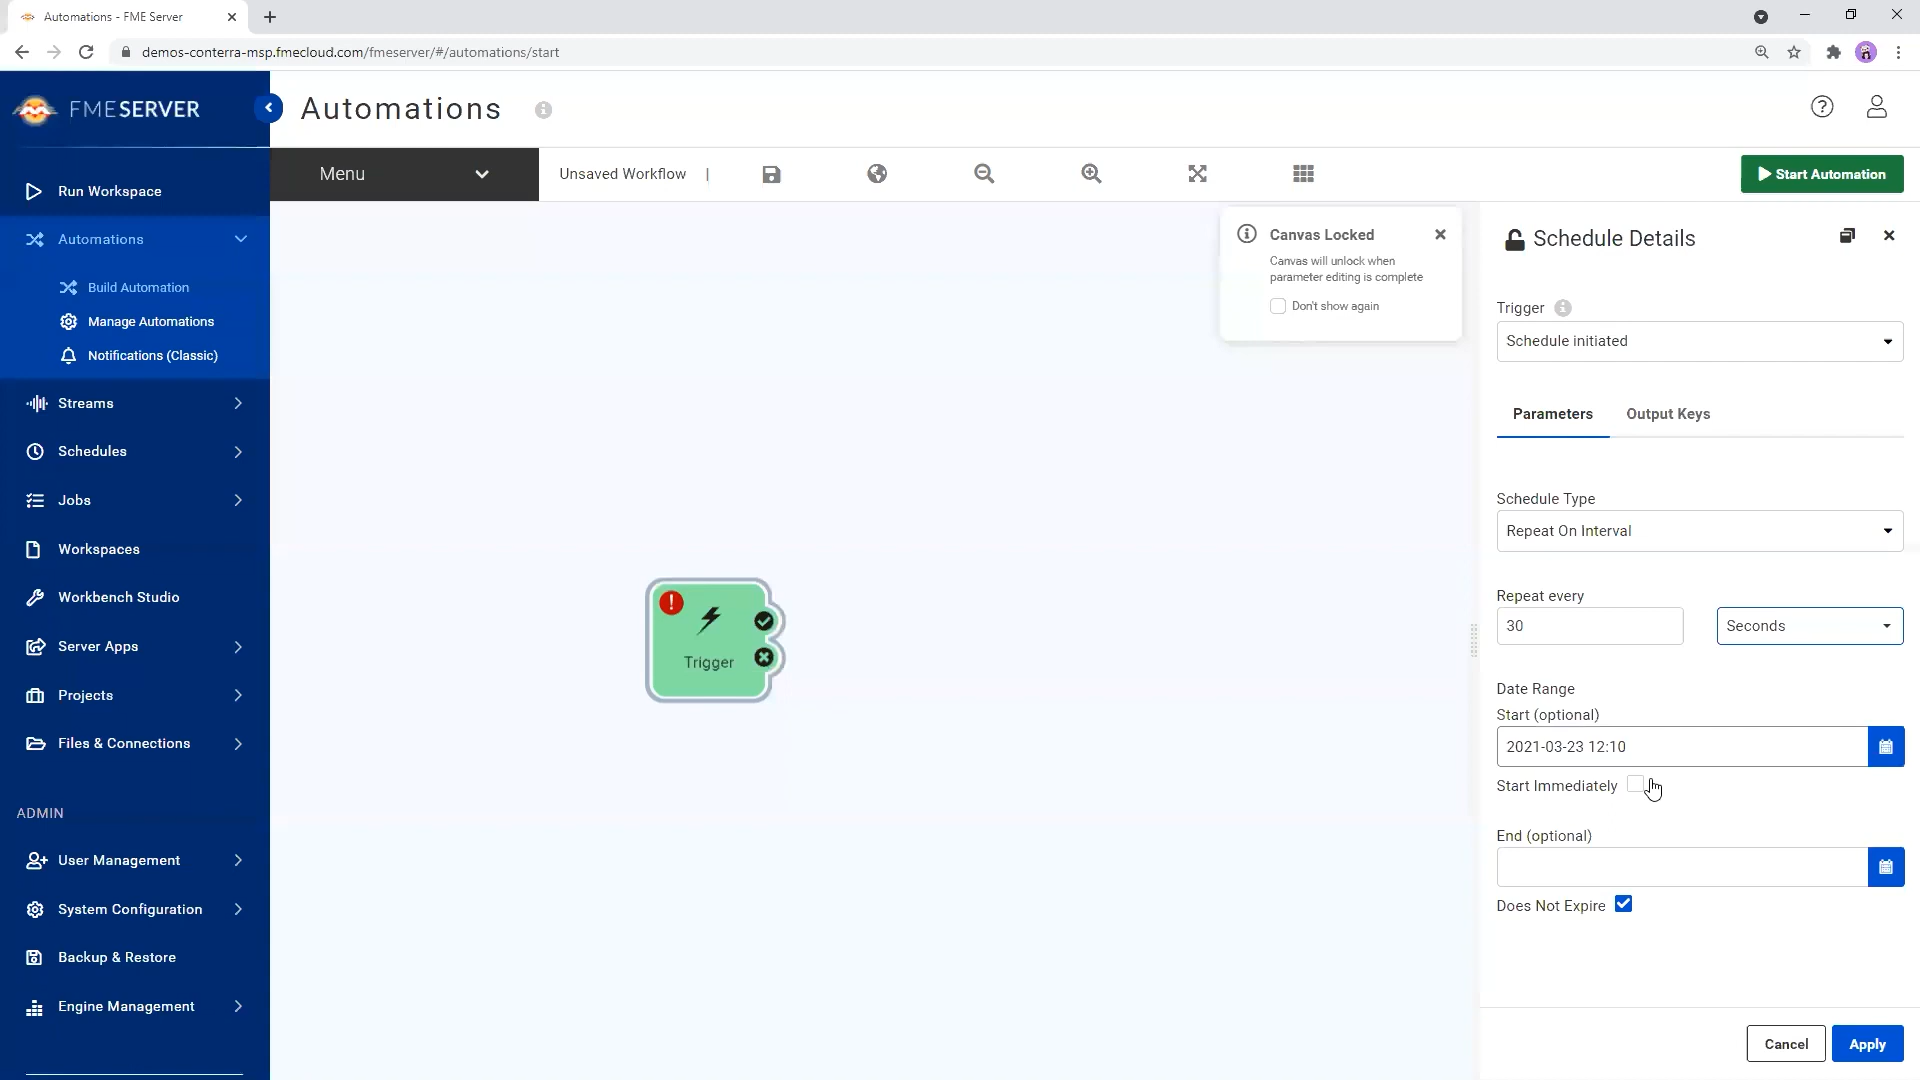 Automations - FME Server
demos-conterra-msp.fmecloud.com/fmeserver/#/automations/start
FMESERVER
Automations
Menu
Unsaved Workflow |
Start Automation
Run Workspace
Automations
Build Automation
Manage Automations
Notifications (Classic)
Streams
Schedules
Jobs
Workspaces
Workbench Studio
Server Apps
Projects
Files & Connections
ADMIN
User Management
System Configuration
Backup & Restore
Engine Management
Trigger
Canvas Locked
Canvas will unlock when
parameter editing is complete
Don't show again
Schedule Details
Trigger
Schedule initiated
Parameters
Output Keys
Schedule Type
Repeat On Interval
Repeat every
30
Seconds
Date Range
Start (optional)
2021-03-23 12:10
Start Immediately
End (optional)
Does Not Expire
Cancel
Apply